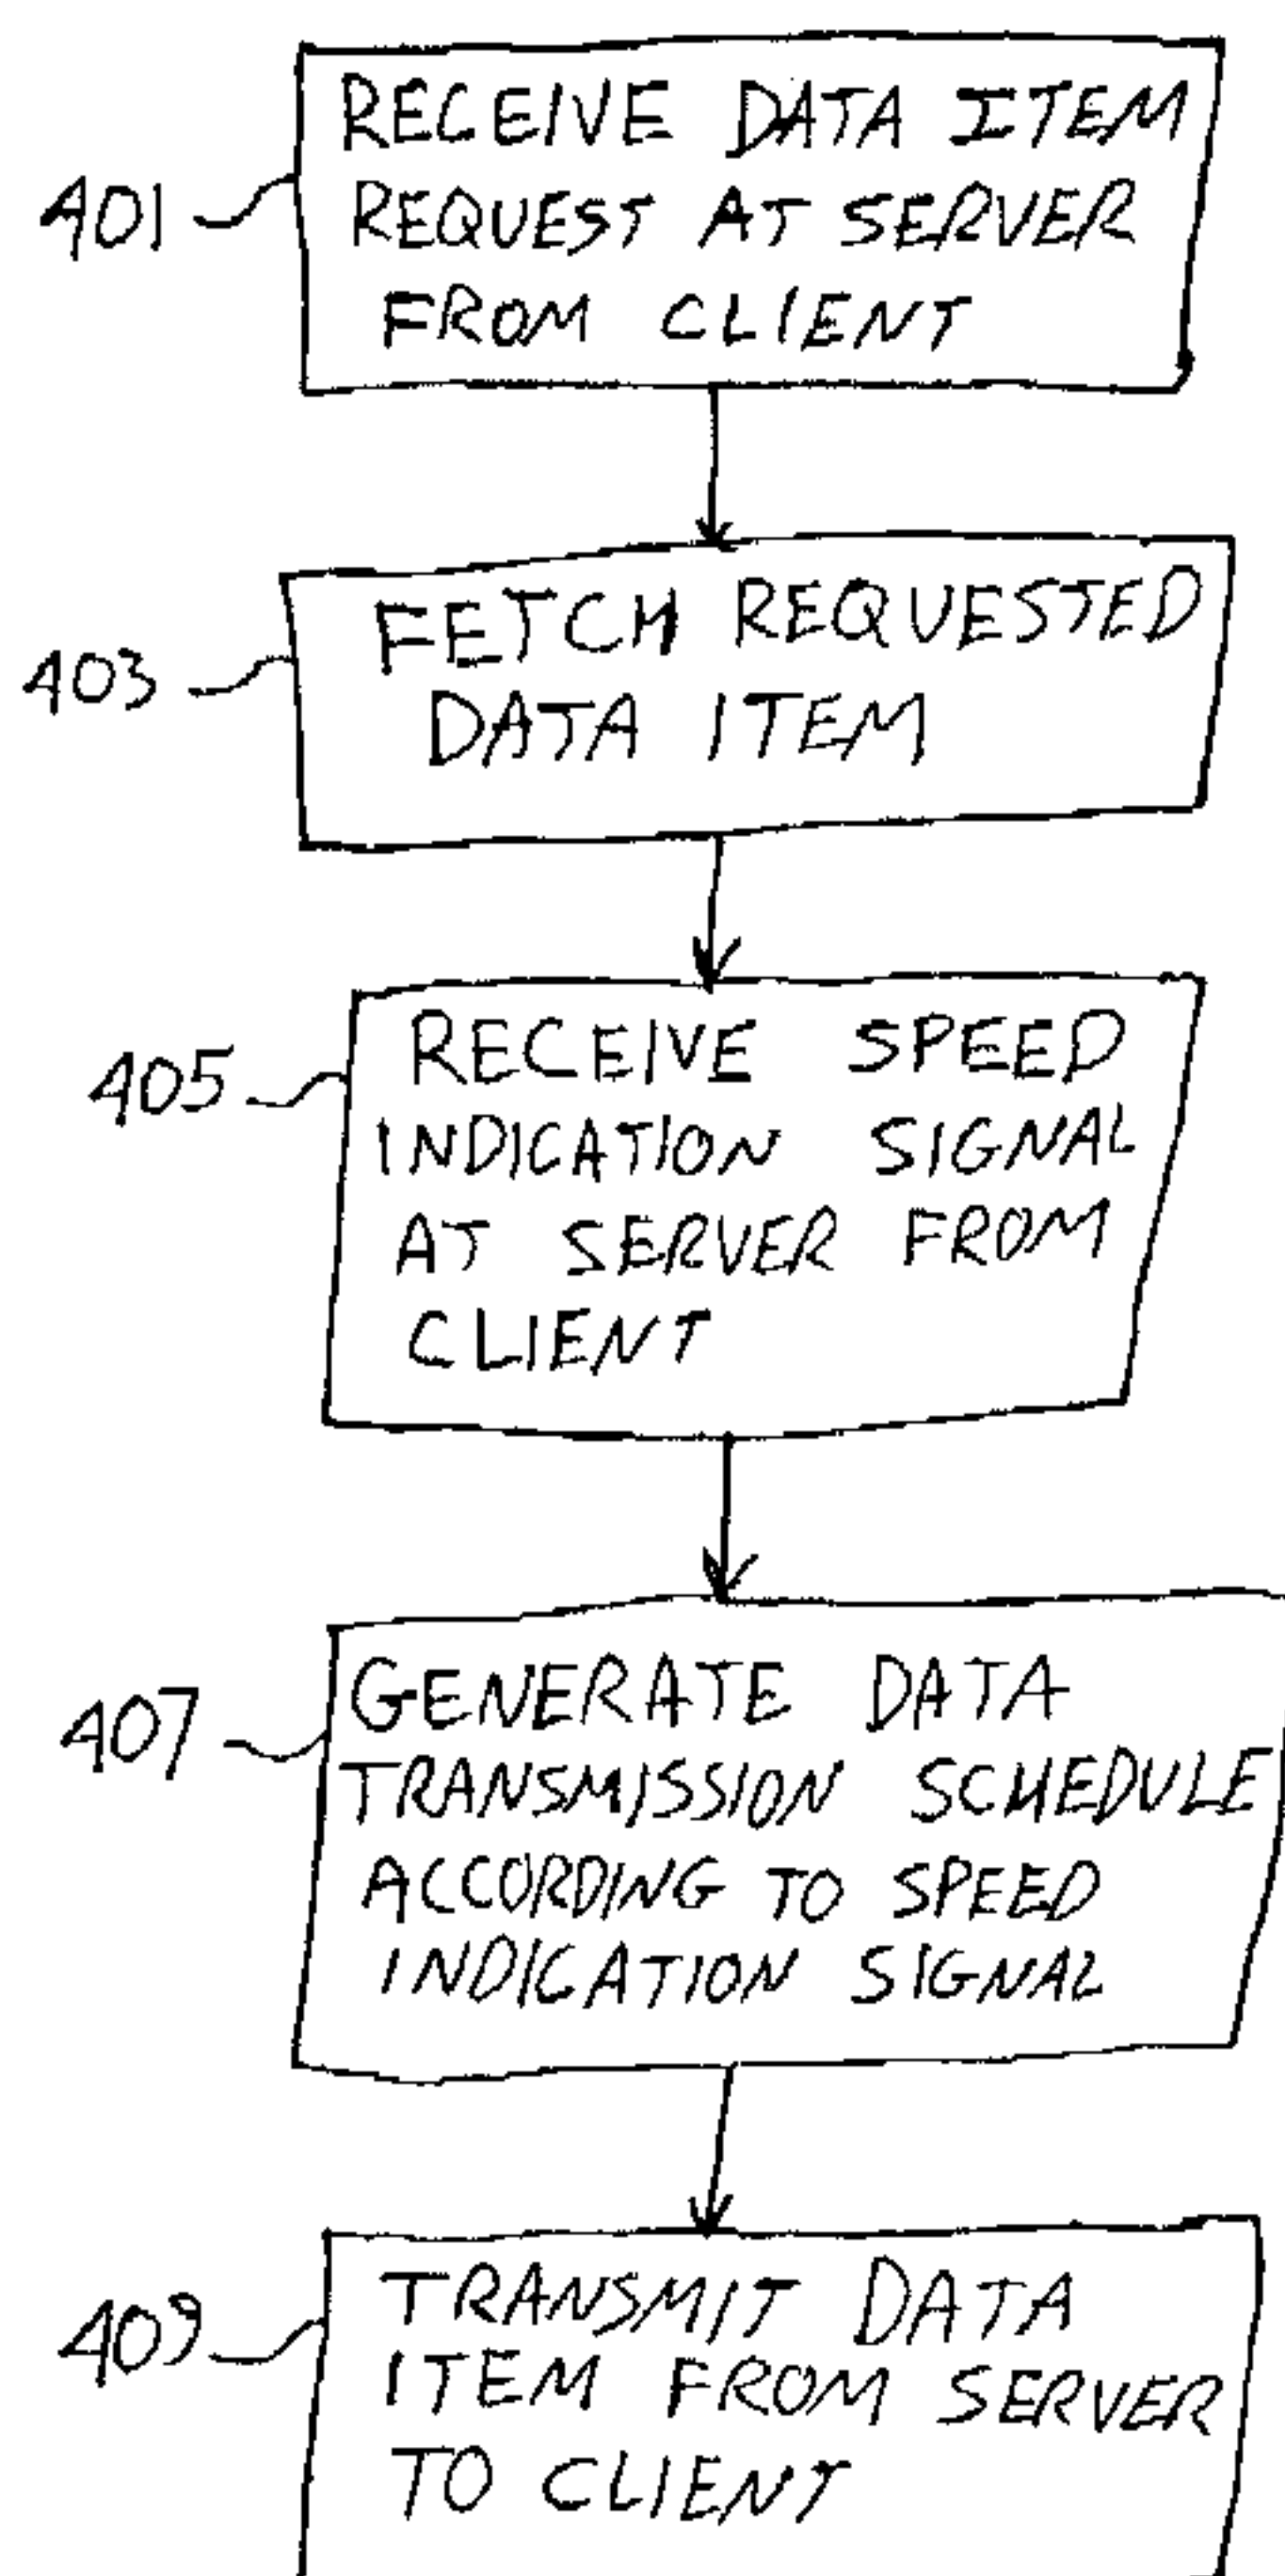 RECEIVE DATA ITEM
401 REQUEST AT SERVER
FROM CLIENT
FETCH REQUESTED
403 DATA ITEM
RECEIVE SPEED
405 INDICATION SIGNAL
AT SERVER FROM
CLIENT
GENERATE DATA
407 TRANSMISSION SCHEDULE
ACCORDING TO SPEED
INDICATION SIGNAL
TRANSMIT DATA
409 ITEM FROM SERVER
TO CLIENT